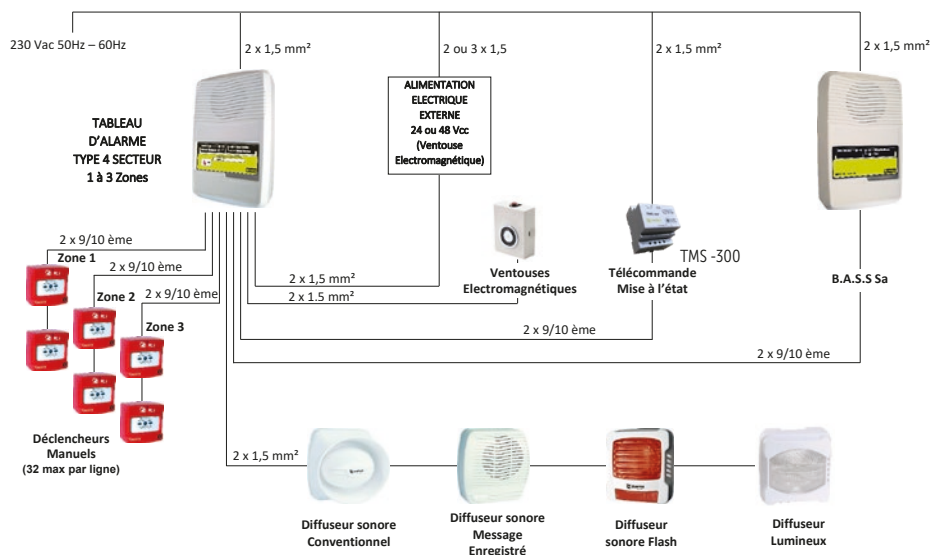 230 Vac 50Hz – 60Hz
2 x 1,5 mm²
2 ou 3 x 1,5
2 x 1,5 mm²
2 x 1,5 mm²
TABLEAU
D'ALARME
TYPE 4 SECTEUR
1 à 3 Zones
ALIMENTATION
ELECTRIQUE
EXTERNE
24 ou 48 Vcc
(Ventouse
Electromagnétique)
TMS -300
Ventouses
Electromagnétiques
Télécommande
Mise à l'état
B.A.S.S Sa
2 x 9/10 ème
Zone 1
2 x 9/10 ème
Zone 2
2 x 9/10 ème
Zone 3
2 x 1,5 mm²
2 x 1.5 mm²
2 x 9/10 ème
2 x 9/10 ème
Déclencheurs
Manuels
(32 max par ligne)
2 x 1,5 mm²
Diffuseur sonore
Conventionnel
Diffuseur sonore
Message
Enregistré
Diffuseur
sonore Flash
Diffuseur
Lumineux